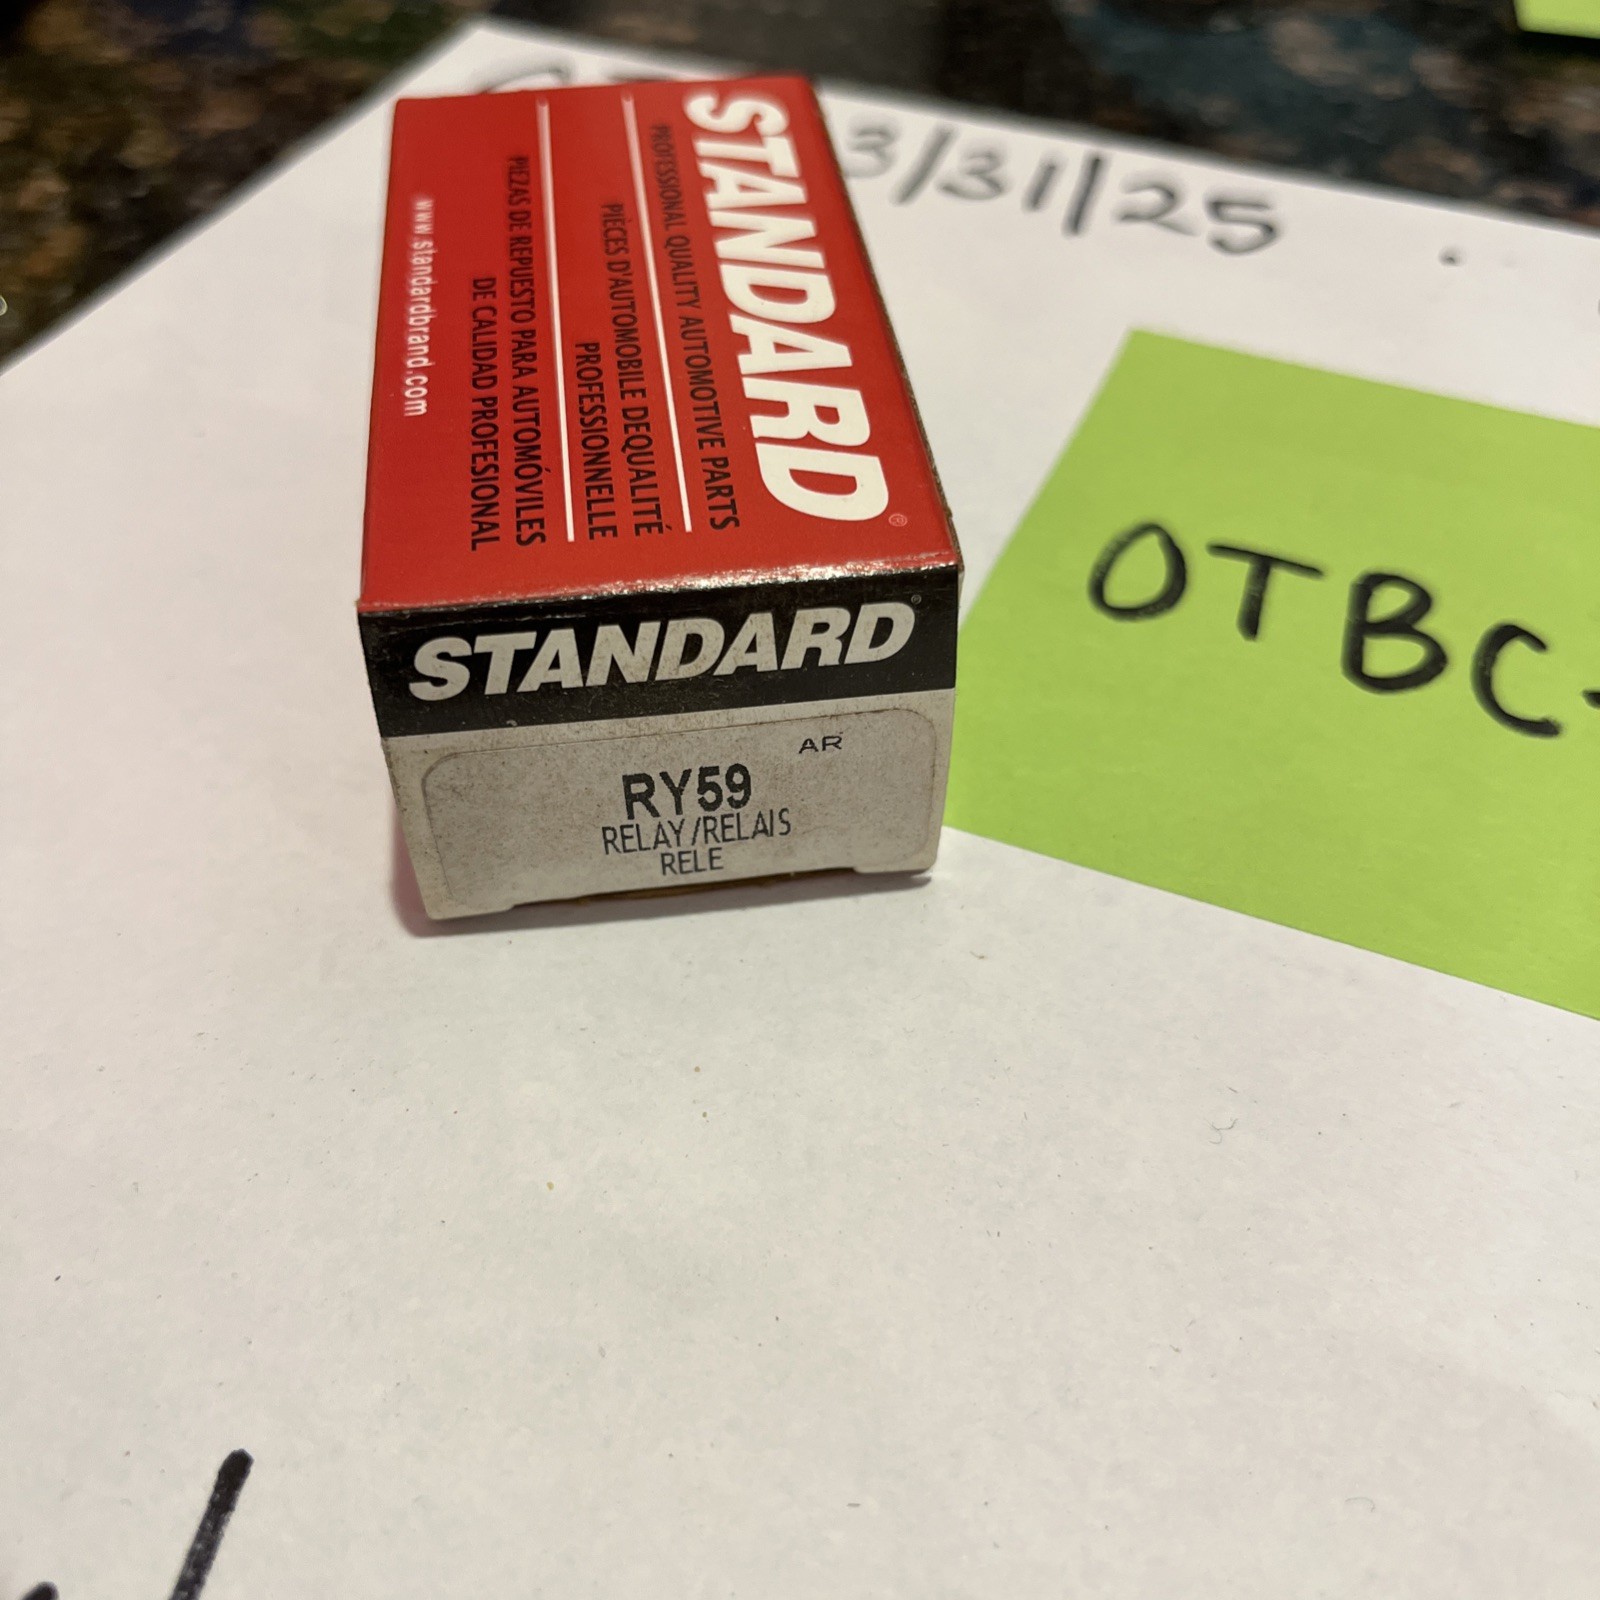 3/31/25
STANDARD®
PROFESSIONAL QUALITY AUTOMOTIVE PARTS
PIÈCES D'AUTOMOBILE DEQUALITÉ
PROFESSIONNELLE
PIEZAS DE REPUESTO PARA AUTOMÓVILES
DE CALIDAD PROFESIONAL
www.standardbrand.com
STANDARD®
AR
RY59
RELAY/RELAIS
RELE
OTBC-